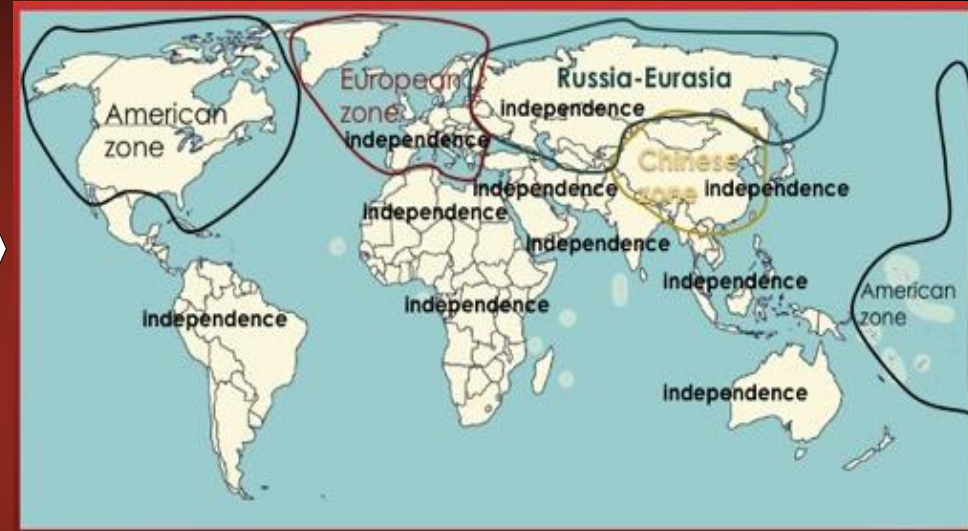 American
zone
European
zone
independence
Russia-Eurasia
independence
Chinese
zone
independence
independence
independence
independence
independence
independence
independence
American
zone
independence